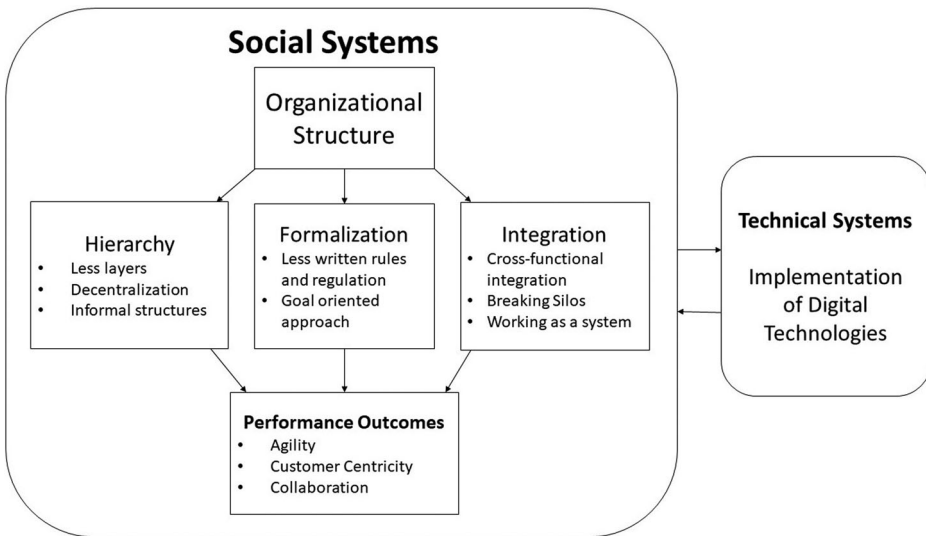 Social Systems
Organizational
Structure
Hierarchy
• Less layers
• Decentralization
• Informal structures
Formalization
• Less written rules
and regulation
• Goal oriented
approach
Integration
• Cross-functional
integration
• Breaking Silos
• Working as a system
Performance Outcomes
• Agility
• Customer Centricity
• Collaboration
Technical Systems
Implementation
of Digital
Technologies